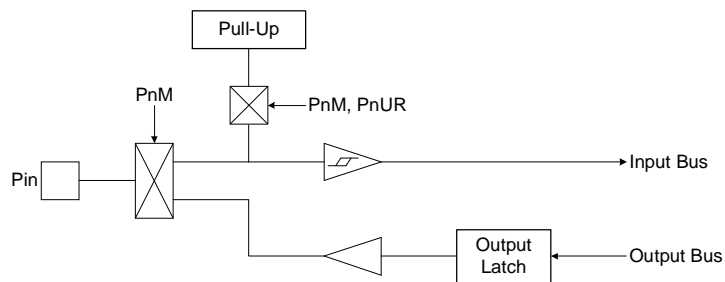 Pull-Up
PnM
PnM, PnUR
Pin
Input Bus
Output
Latch
Output Bus